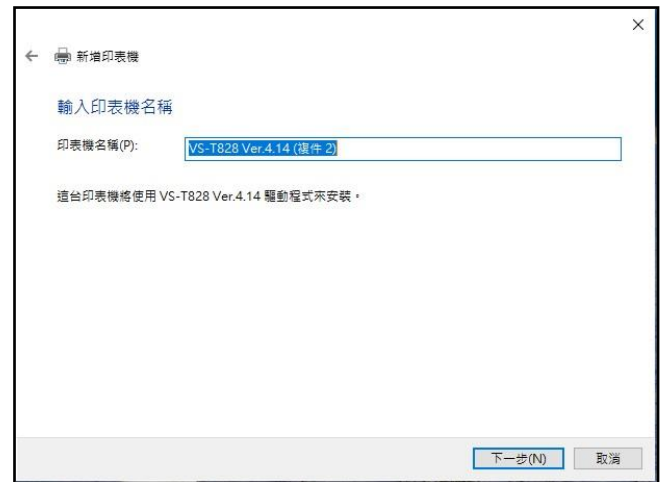 新增印表機
輸入印表機名稱
印表機名稱(P): VS-T828 Ver.4.14 (複件 2)
這台印表機將使用 VS-T828 Ver.4.14 驅動程式來安裝。
下一步(N) 取消